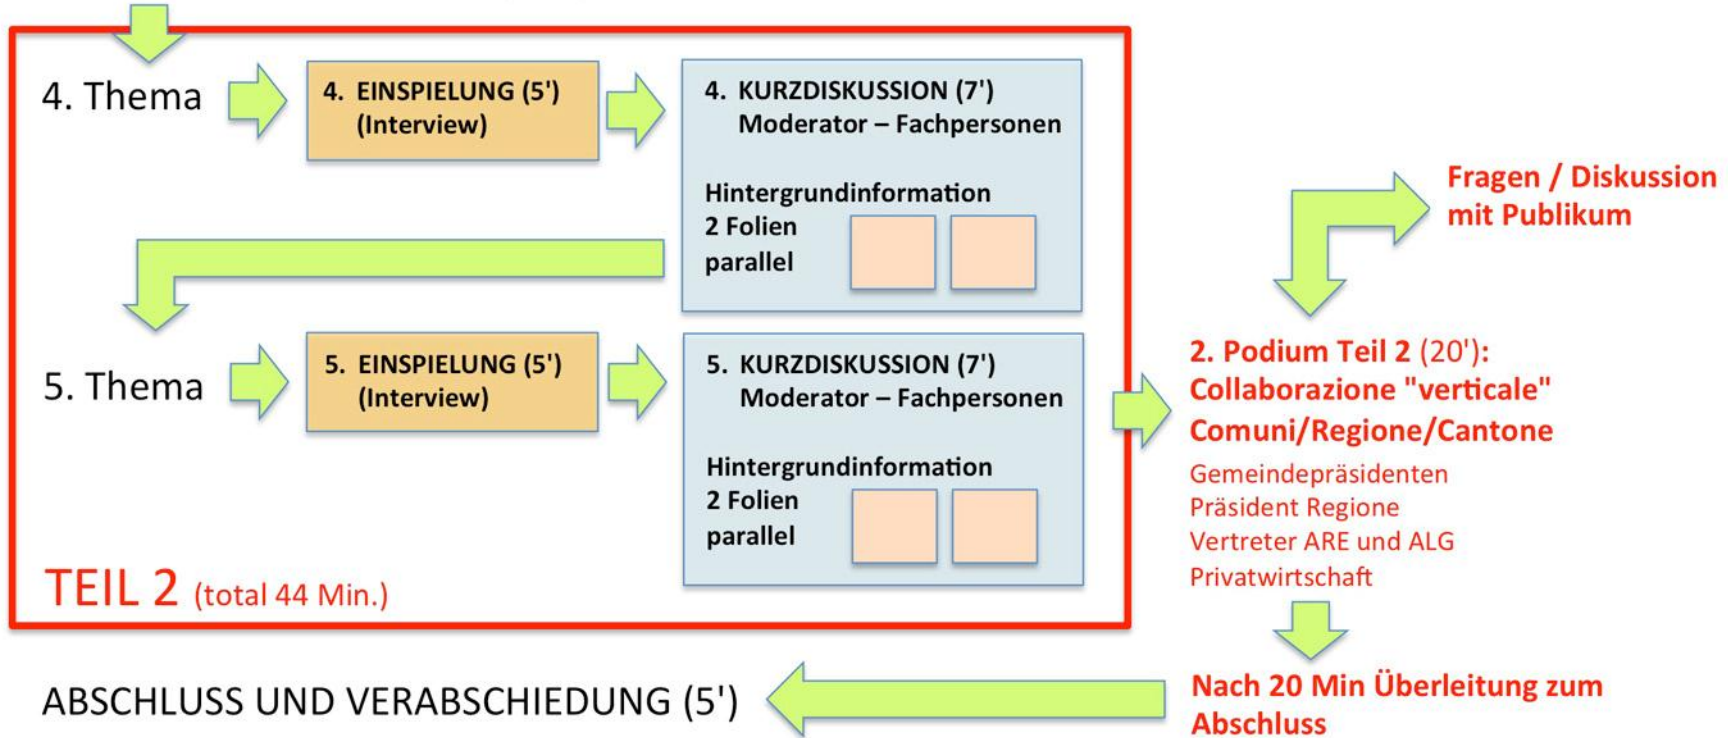 4. Thema
4. EINSPIELUNG (5')
(Interview)
4. KURZDISKUSSION (7')
Moderator – Fachpersonen
Hintergrundinformation
2 Folien
parallel
5. Thema
5. EINSPIELUNG (5')
(Interview)
5. KURZDISKUSSION (7')
Moderator – Fachpersonen
Hintergrundinformation
2 Folien
parallel
TEIL 2 (total 44 Min.)
Fragen / Diskussion
mit Publikum
2. Podium Teil 2 (20'):
Collaborazione "verticale"
Comuni/Regione/Cantone
Gemeindepräsidenten
Präsident Regione
Vertreter ARE und ALG
Privatwirtschaft
Nach 20 Min Überleitung zum
Abschluss
ABSCHLUSS UND VERABSCHIEDUNG (5')